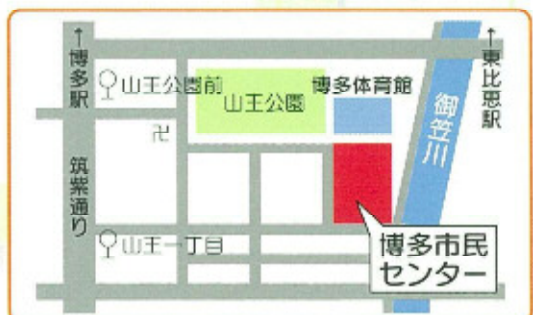 ↑博多駅
筑紫通り
山王公園前
山王公園
博多体育館
御笠川
↑東比恵駅
卍
山王一丁目
博多市民
センター